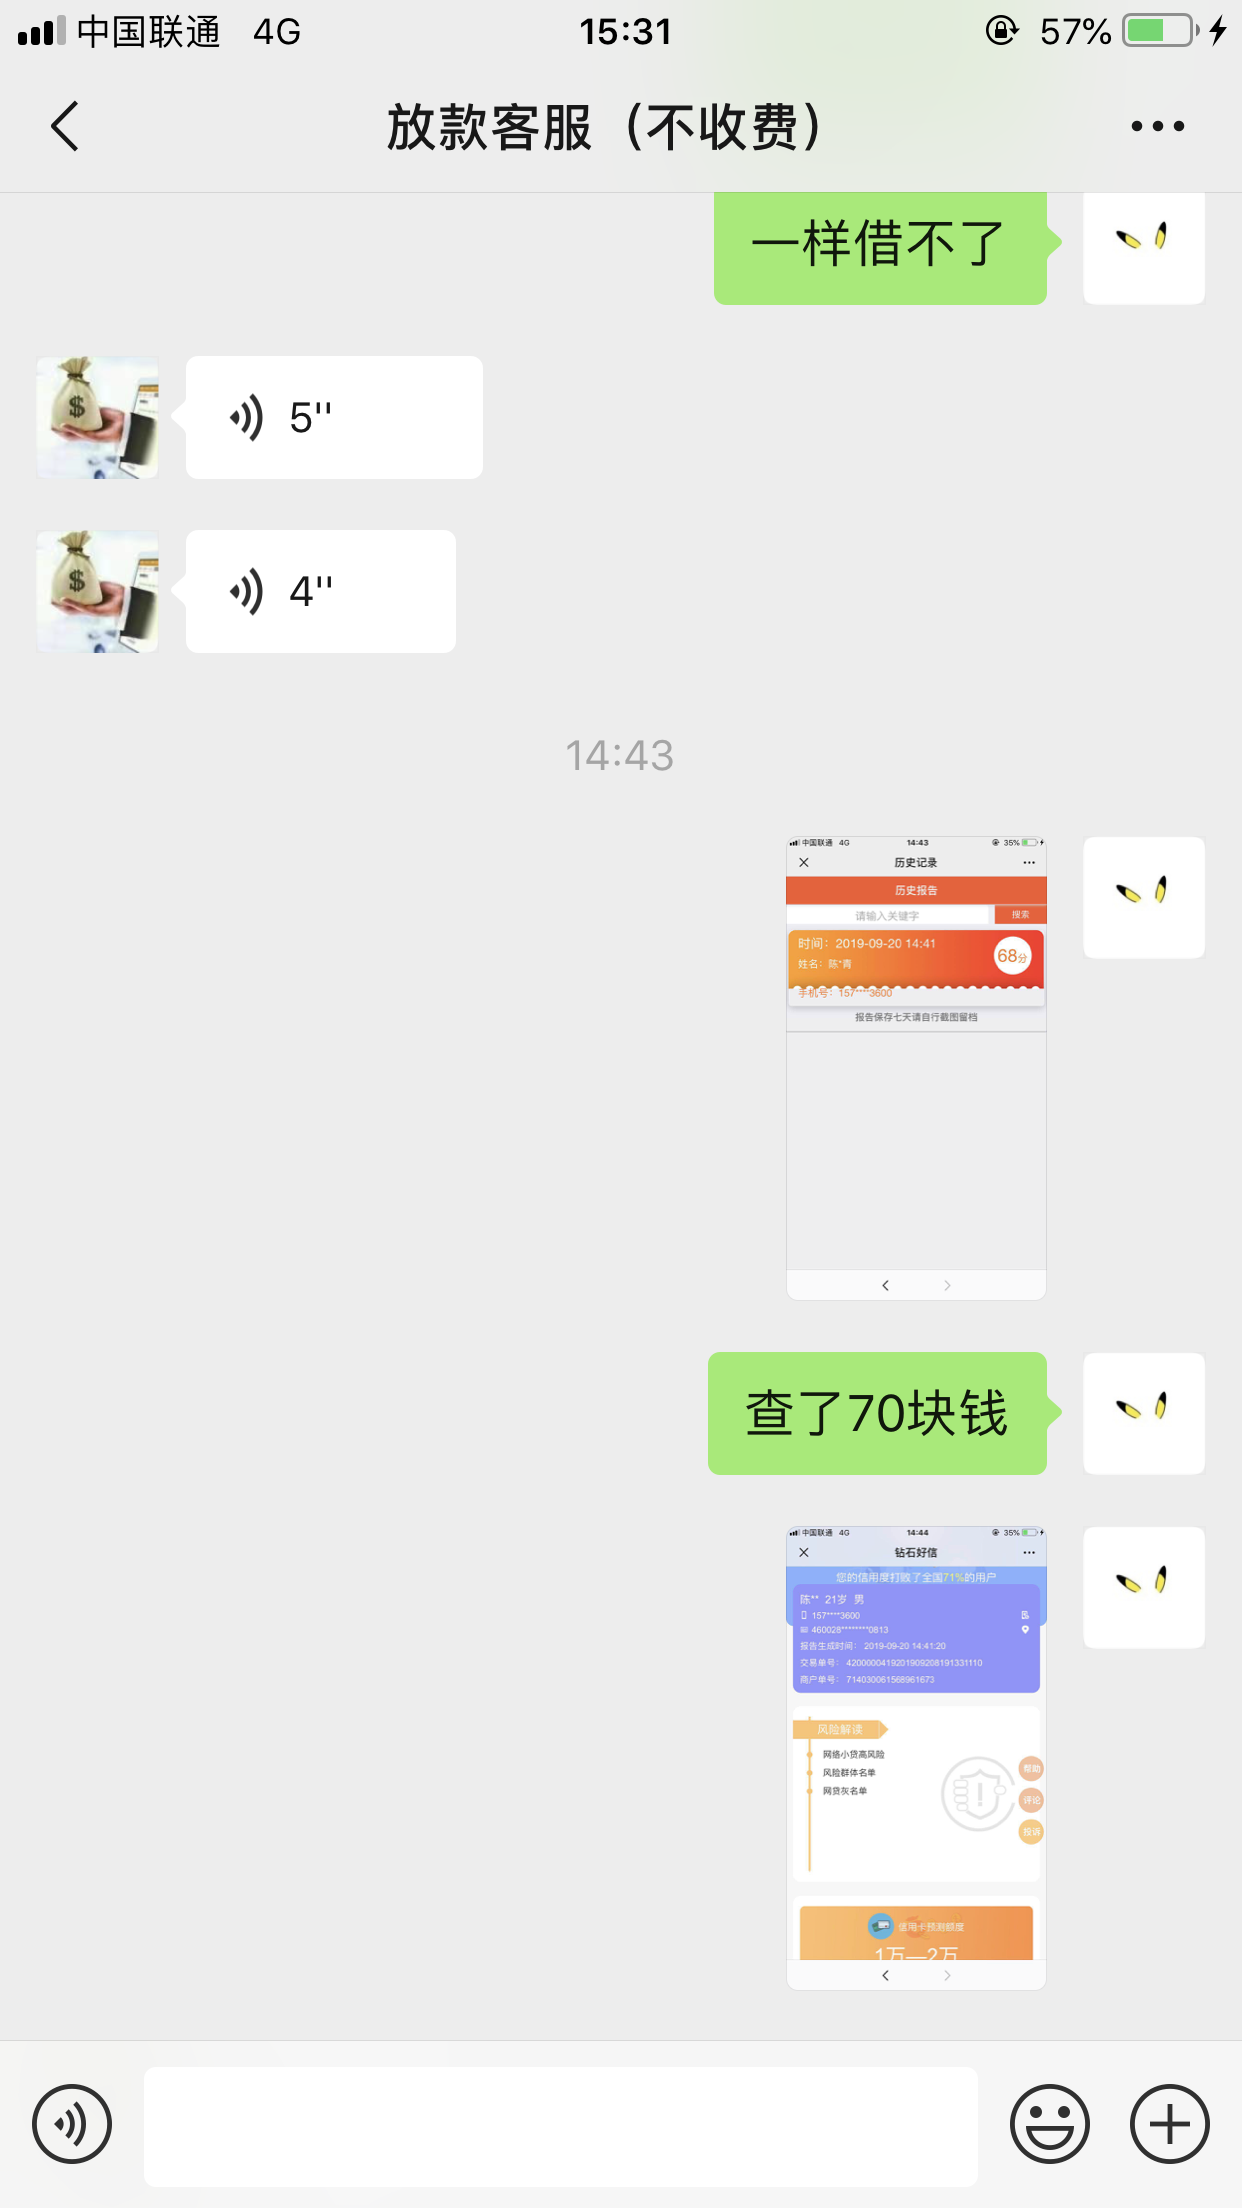 中国联通 4G 15:31 57%
放款客服（不收费）
一样借不了
$
5''
$
4''
14:43
中国联通 4G 14:43 35%
历史记录
历史报告
请输入关键字 搜索
时间：2019-09-20 14:41
68分
姓名：陈*青
手机号：157****3600
报告保存七天请自行截图留档
查了70块钱
中国联通 4G 14:44 35%
钻石好信
您的信用度打败了全国71%的用户
陈** 21岁 男
157****3600
460028********0813
报告生成时间： 2019-09-20 14:41:20
交易单号： 4200000419201909208191331110
商户单号： 714030061568961673
风险解读
网络小贷高风险
风险群体名单
网贷灰名单
帮助
评论
投诉
信用卡预测额度
1万—2万